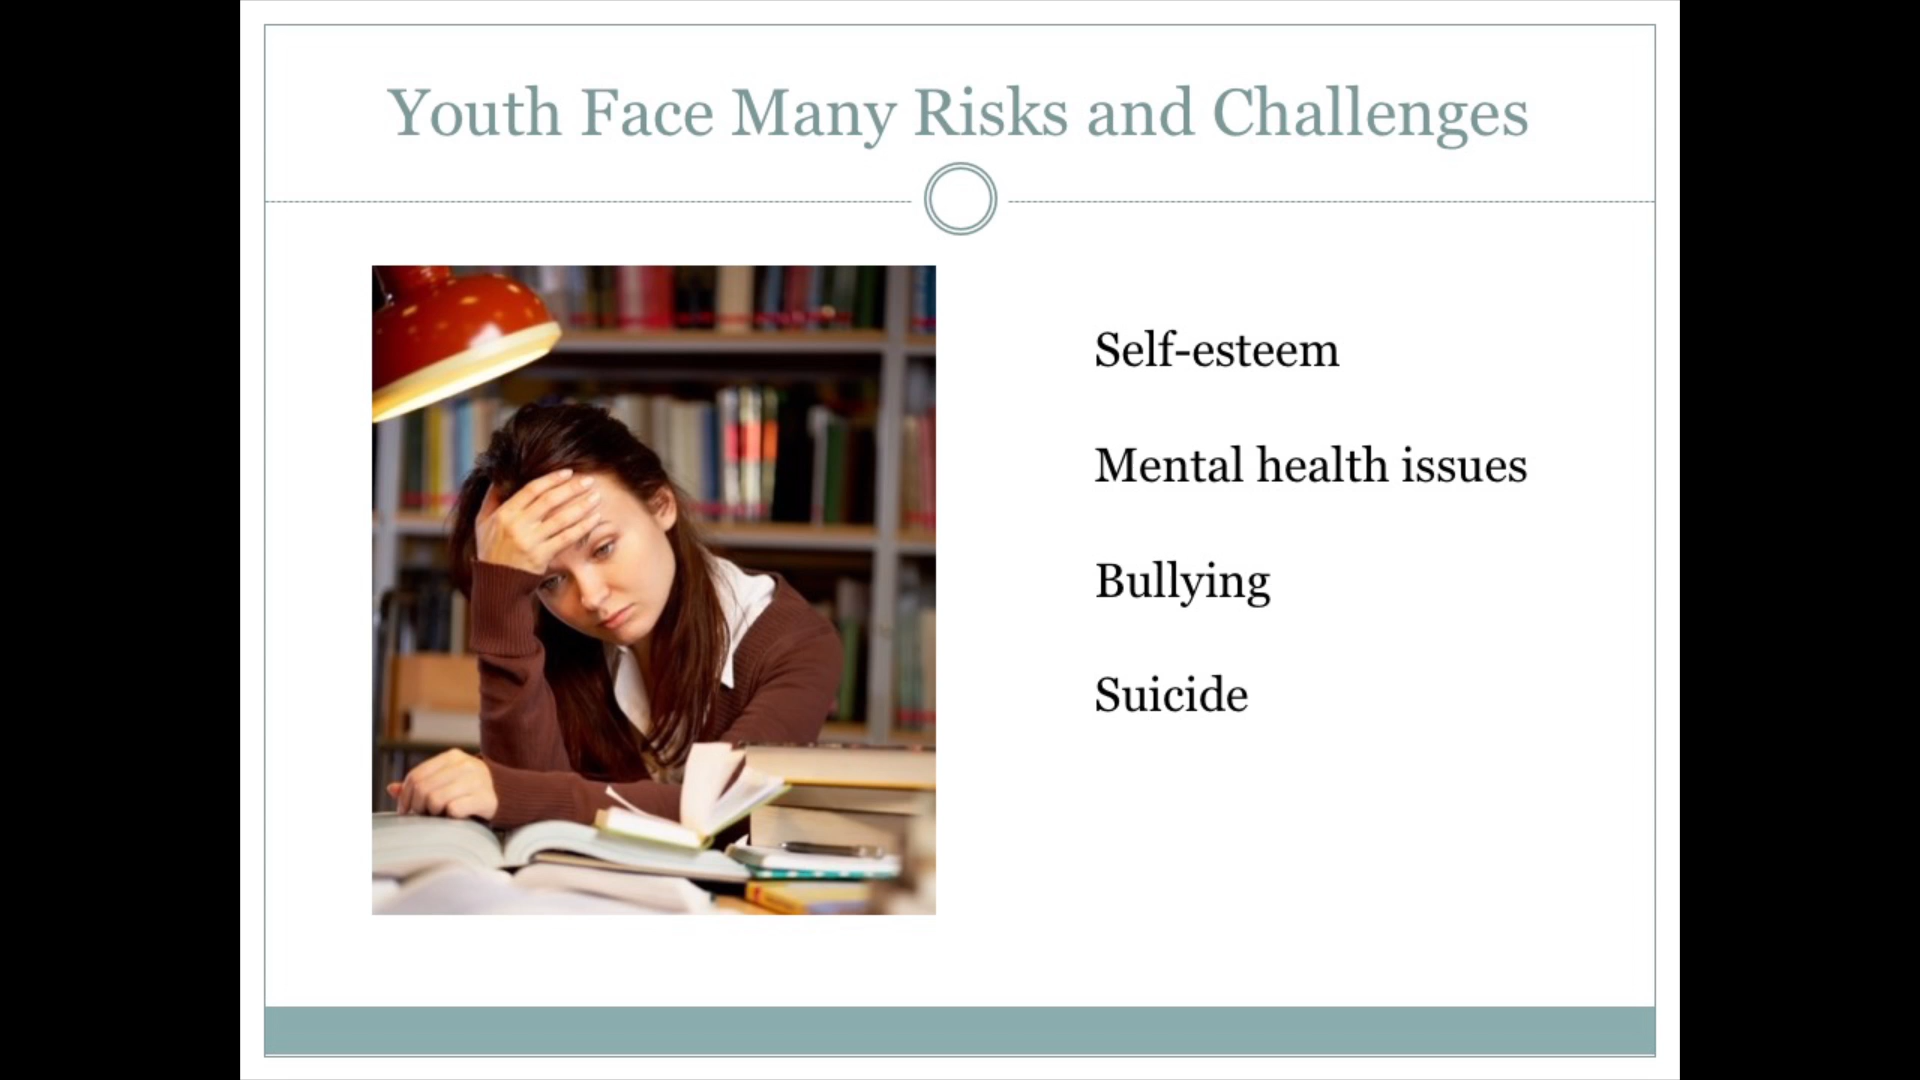 Youth Face Many Risks and Challenges
Self-esteem
Mental health issues
Bullying
Suicide